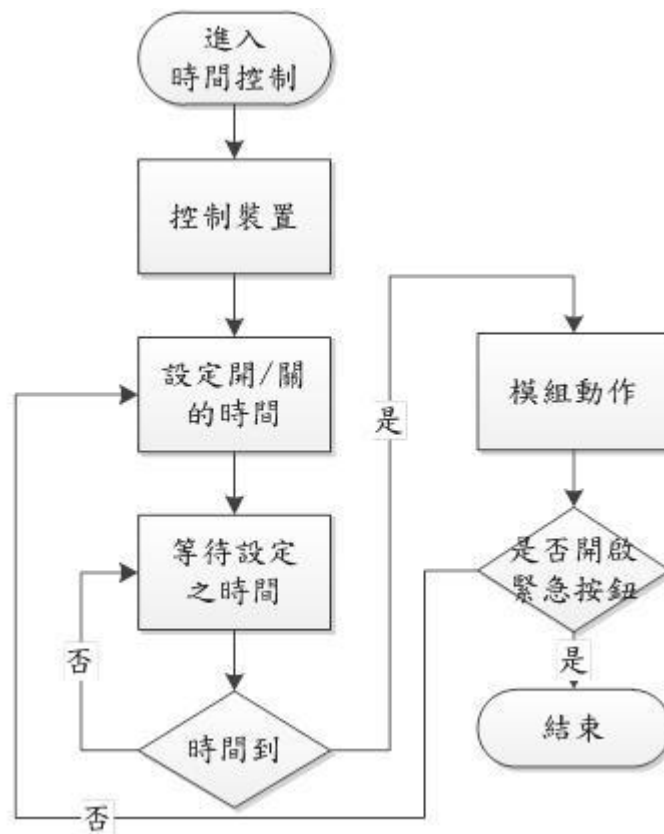 進入
時間控制
控制裝置
設定開/關
的時間
等待設定
之時間
時間到
否
否
是
模組動作
是否開啟
緊急按鈕
是
結束